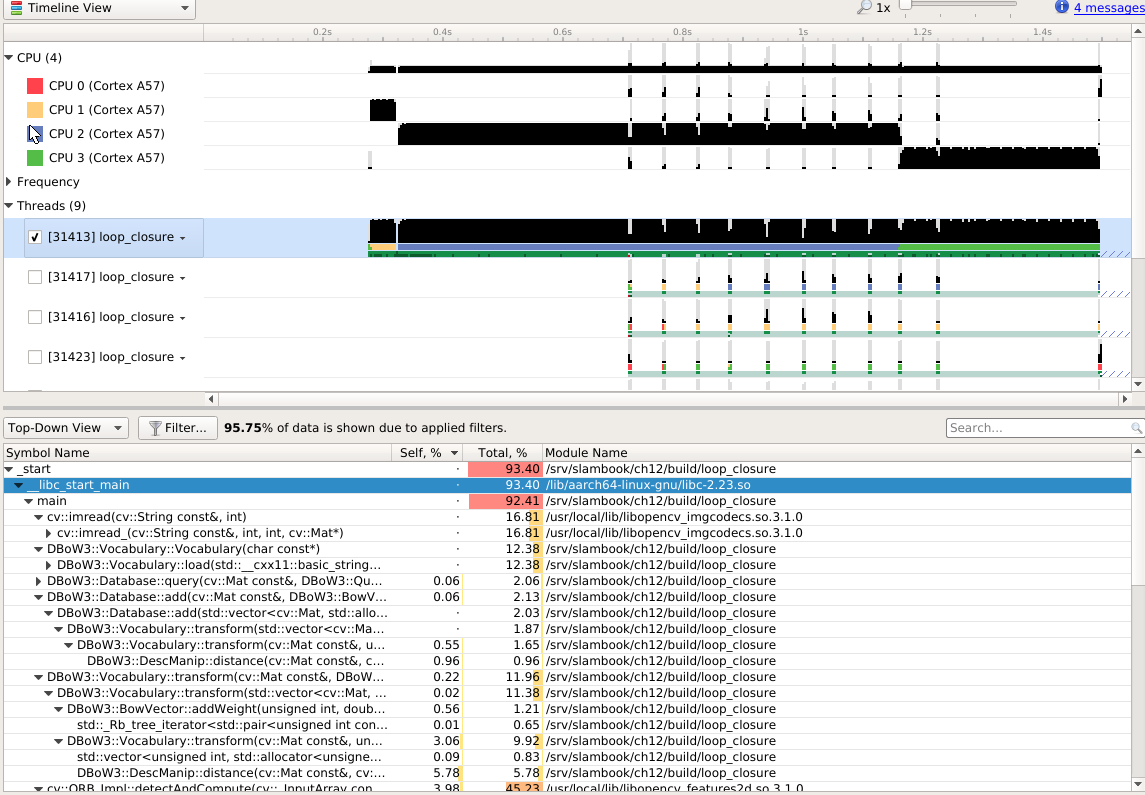 Timeline View 1x 4 messages
0.2s 0.4s 0.6s 0.8s 1s 1.2s 1.4s
CPU (4)
CPU 0 (Cortex A57)
CPU 1 (Cortex A57)
CPU 2 (Cortex A57)
CPU 3 (Cortex A57)
Frequency
Threads (9)
[31413] loop_closure
[31417] loop_closure
[31416] loop_closure
[31423] loop_closure
Top-Down View Filter... 95.75% of data is shown due to applied filters. Search...
Symbol Name Self, % Total, % Module Name
_start 93.40 /srv/slambook/ch12/build/loop_closure
__libc_start_main 93.40 /lib/aarch64-linux-gnu/libc-2.23.so
main 92.41 /srv/slambook/ch12/build/loop_closure
cv::imread(cv::String const&, int) 16.81 /usr/local/lib/libopencv_imgcodecs.so.3.1.0
cv::imread_(cv::String const&, int, int, cv::Mat*) 16.81 /usr/local/lib/libopencv_imgcodecs.so.3.1.0
DBoW3::Vocabulary::Vocabulary(char const*) 12.38 /srv/slambook/ch12/build/loop_closure
DBoW3::Vocabulary::load(std::__cxx11::basic_string... 12.38 /srv/slambook/ch12/build/loop_closure
DBoW3::Database::query(cv::Mat const&, DBoW3::Qu... 0.06 2.06 /srv/slambook/ch12/build/loop_closure
DBoW3::Database::add(cv::Mat const&, DBoW3::BowV... 0.06 2.13 /srv/slambook/ch12/build/loop_closure
DBoW3::Database::add(std::vector<cv::Mat, std::allo... 2.03 /srv/slambook/ch12/build/loop_closure
DBoW3::Vocabulary::transform(std::vector<cv::Ma... 1.87 /srv/slambook/ch12/build/loop_closure
DBoW3::Vocabulary::transform(cv::Mat const&, u... 0.55 1.65 /srv/slambook/ch12/build/loop_closure
DBoW3::DescManip::distance(cv::Mat const&, c... 0.96 0.96 /srv/slambook/ch12/build/loop_closure
DBoW3::Vocabulary::transform(cv::Mat const&, DBoW... 0.22 11.96 /srv/slambook/ch12/build/loop_closure
DBoW3::Vocabulary::transform(std::vector<cv::Mat, ... 0.02 11.38 /srv/slambook/ch12/build/loop_closure
DBoW3::BowVector::addWeight(unsigned int, doub... 0.56 1.21 /srv/slambook/ch12/build/loop_closure
std::_Rb_tree_iterator<std::pair<unsigned int con... 0.01 0.65 /srv/slambook/ch12/build/loop_closure
DBoW3::Vocabulary::transform(cv::Mat const&, un... 3.06 9.92 /srv/slambook/ch12/build/loop_closure
std::vector<unsigned int, std::allocator<unsigne... 0.09 0.83 /srv/slambook/ch12/build/loop_closure
DBoW3::DescManip::distance(cv::Mat const&, cv:... 5.78 5.78 /srv/slambook/ch12/build/loop_closure
cv::ORB_Impl::detectAndCompute(cv::_InputArray con... 3.98 45.23 /usr/local/lib/libopencv_features2d.so.3.1.0